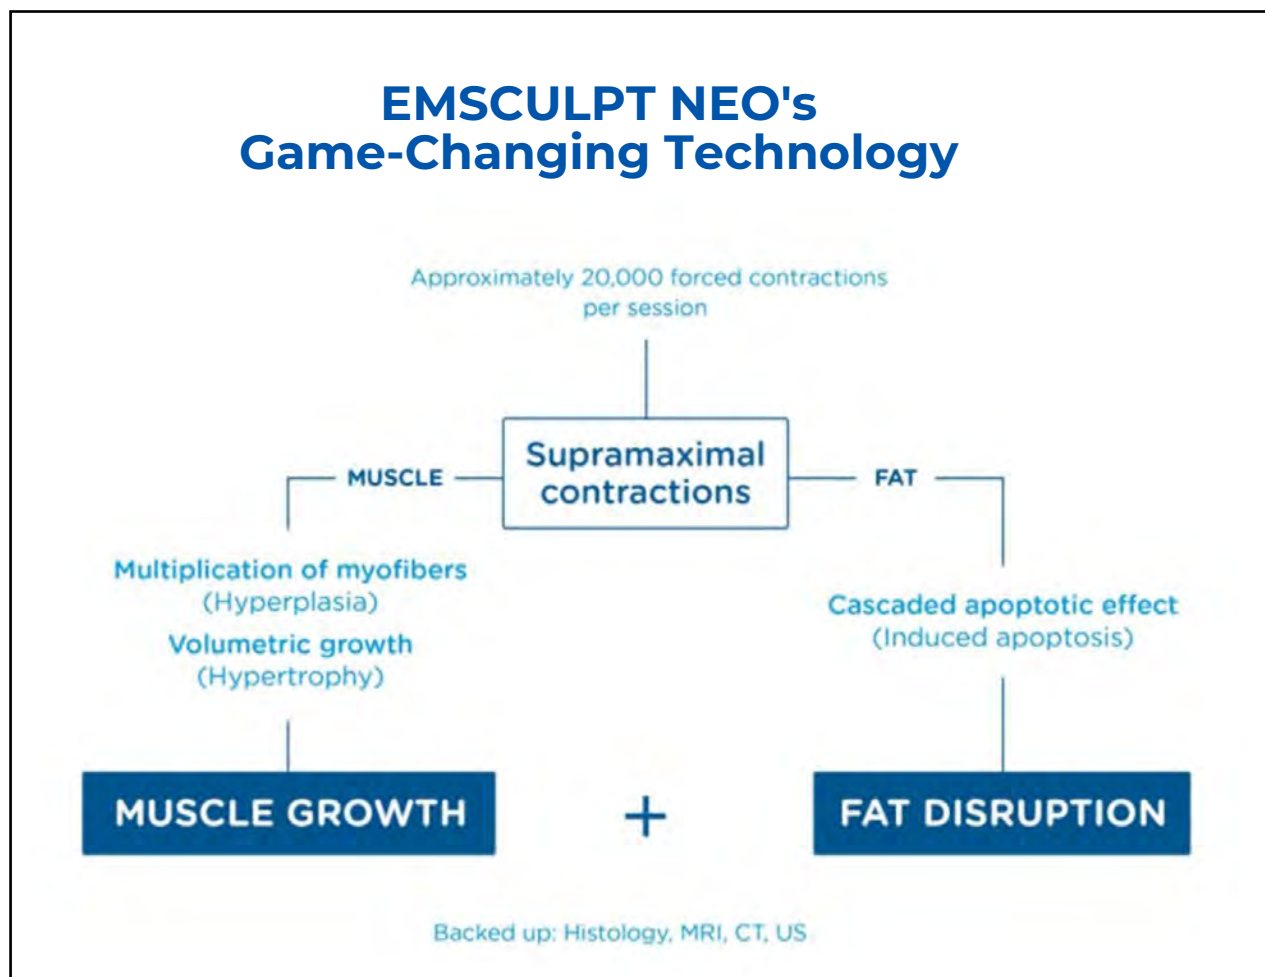 EMSCULPT NEO's
Game-Changing Technology
Approximately 20,000 forced contractions
per session
Supramaximal
contractions
MUSCLE
FAT
Multiplication of myofibers
(Hyperplasia)
Volumetric growth
(Hypertrophy)
Cascaded apoptotic effect
(Induced apoptosis)
MUSCLE GROWTH
+
FAT DISRUPTION
Backed up: Histology, MRI, CT, US